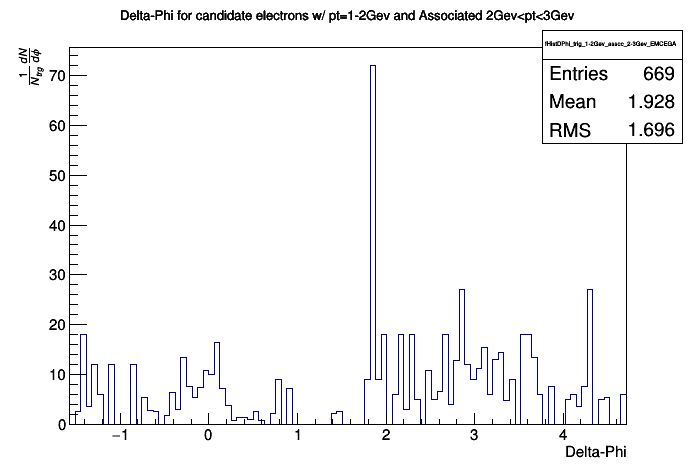 Delta-Phi for candidate electrons w/ pt=1-2Gev and Associated 2Gev<pt<3Gev
fHistDPhi_trig_1-2Gev_assoc_2-3Gev_EMCEGA
Entries 669
Mean 1.928
RMS 1.696
1/N_trig dN/dϕ
70
60
50
40
30
20
10
0
−1 0 1 2 3 4
Delta-Phi